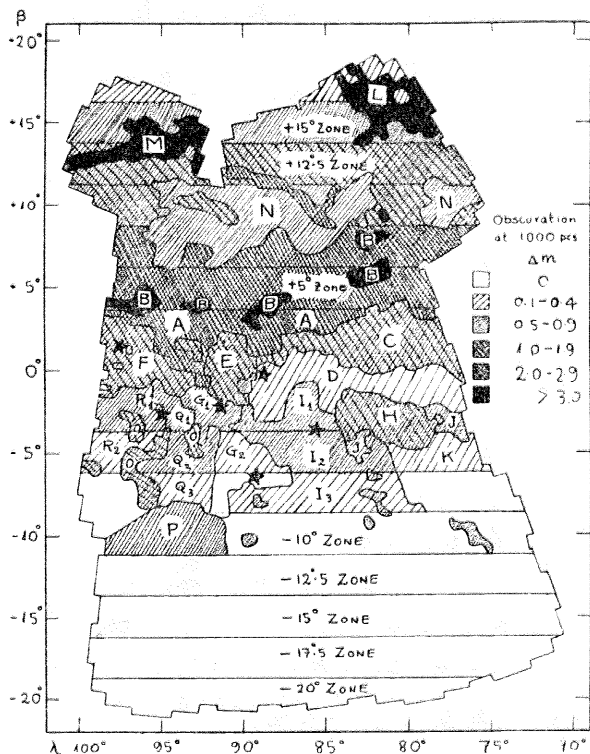 β
+20°
+15°
+10°
+5°
0°
-5°
-10°
-15°
-20°
L
M
+15° ZONE
+12°.5 ZONE
N
N
B
B
B
B
B
+5° ZONE
A
A
C
F
E
D
R₁
Q₁
G₁
I₁
H
J
J
R₂
Q₂
G₂
I₂
K
Q₃
I₃
P
-10° ZONE
-12°.5 ZONE
-15° ZONE
-17°.5 ZONE
-20° ZONE
Obscuration
at 1000 pcs
Δm
0
0.1-0.4
0.5-0.9
1.0-1.9
2.0-2.9
>3.0
λ 100° 95° 90° 85° 80° 75° 70°